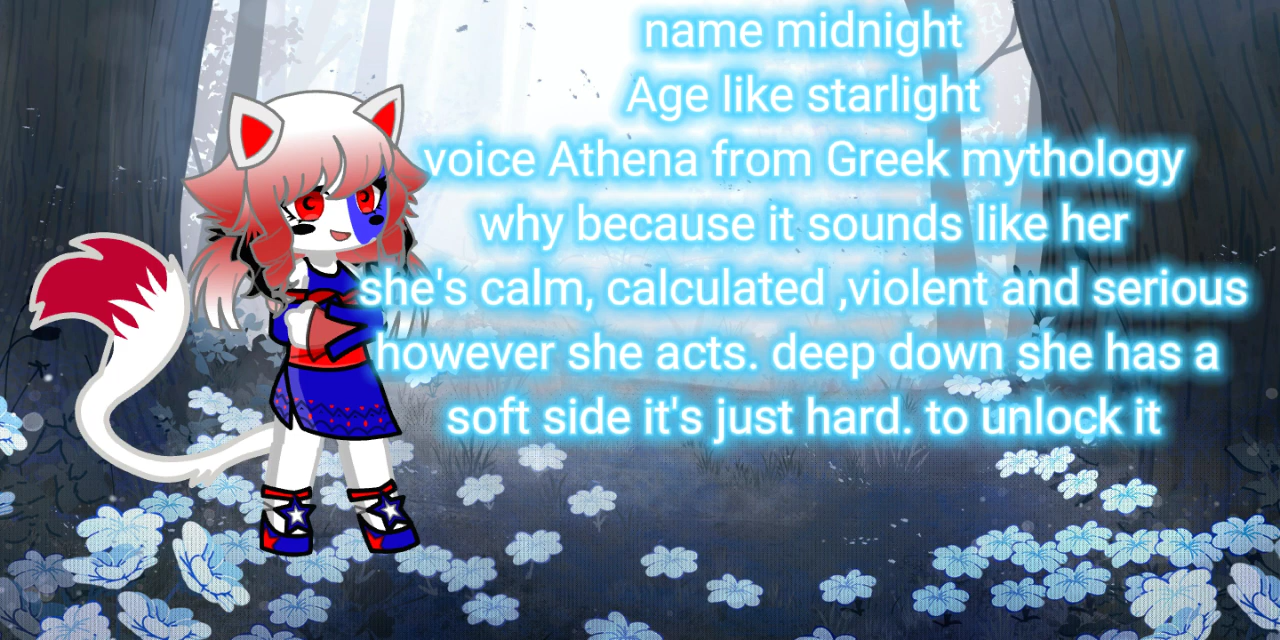 name midnight
Age like starlight
voice Athena from Greek mythology
why because it sounds like her
she's calm, calculated ,violent and serious
however she acts. deep down she has a
soft side it's just hard. to unlock it